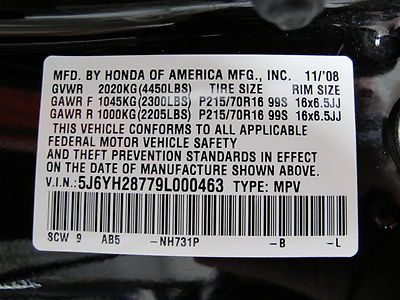 MFD. BY HONDA OF AMERICA MFG., INC. 11/'08
GVWR 2020KG(4450LBS) TIRE SIZE RIM SIZE
GAWR F 1045KG(2300LBS) P215/70R16 99S 16x6.5JJ
GAWR R 1000KG(2205LBS) P215/70R16 99S 16x6.5JJ
THIS VEHICLE CONFORMS TO ALL APPLICABLE
FEDERAL MOTOR VEHICLE SAFETY, BUMPER,
AND THEFT PREVENTION STANDARDS IN EFFECT
ON THE DATE OF MANUFACTURE SHOWN ABOVE.
V.I.N.: 5J6YH28779L000463 TYPE: MPV
SCW 9 AB5 -NH731P -B -L